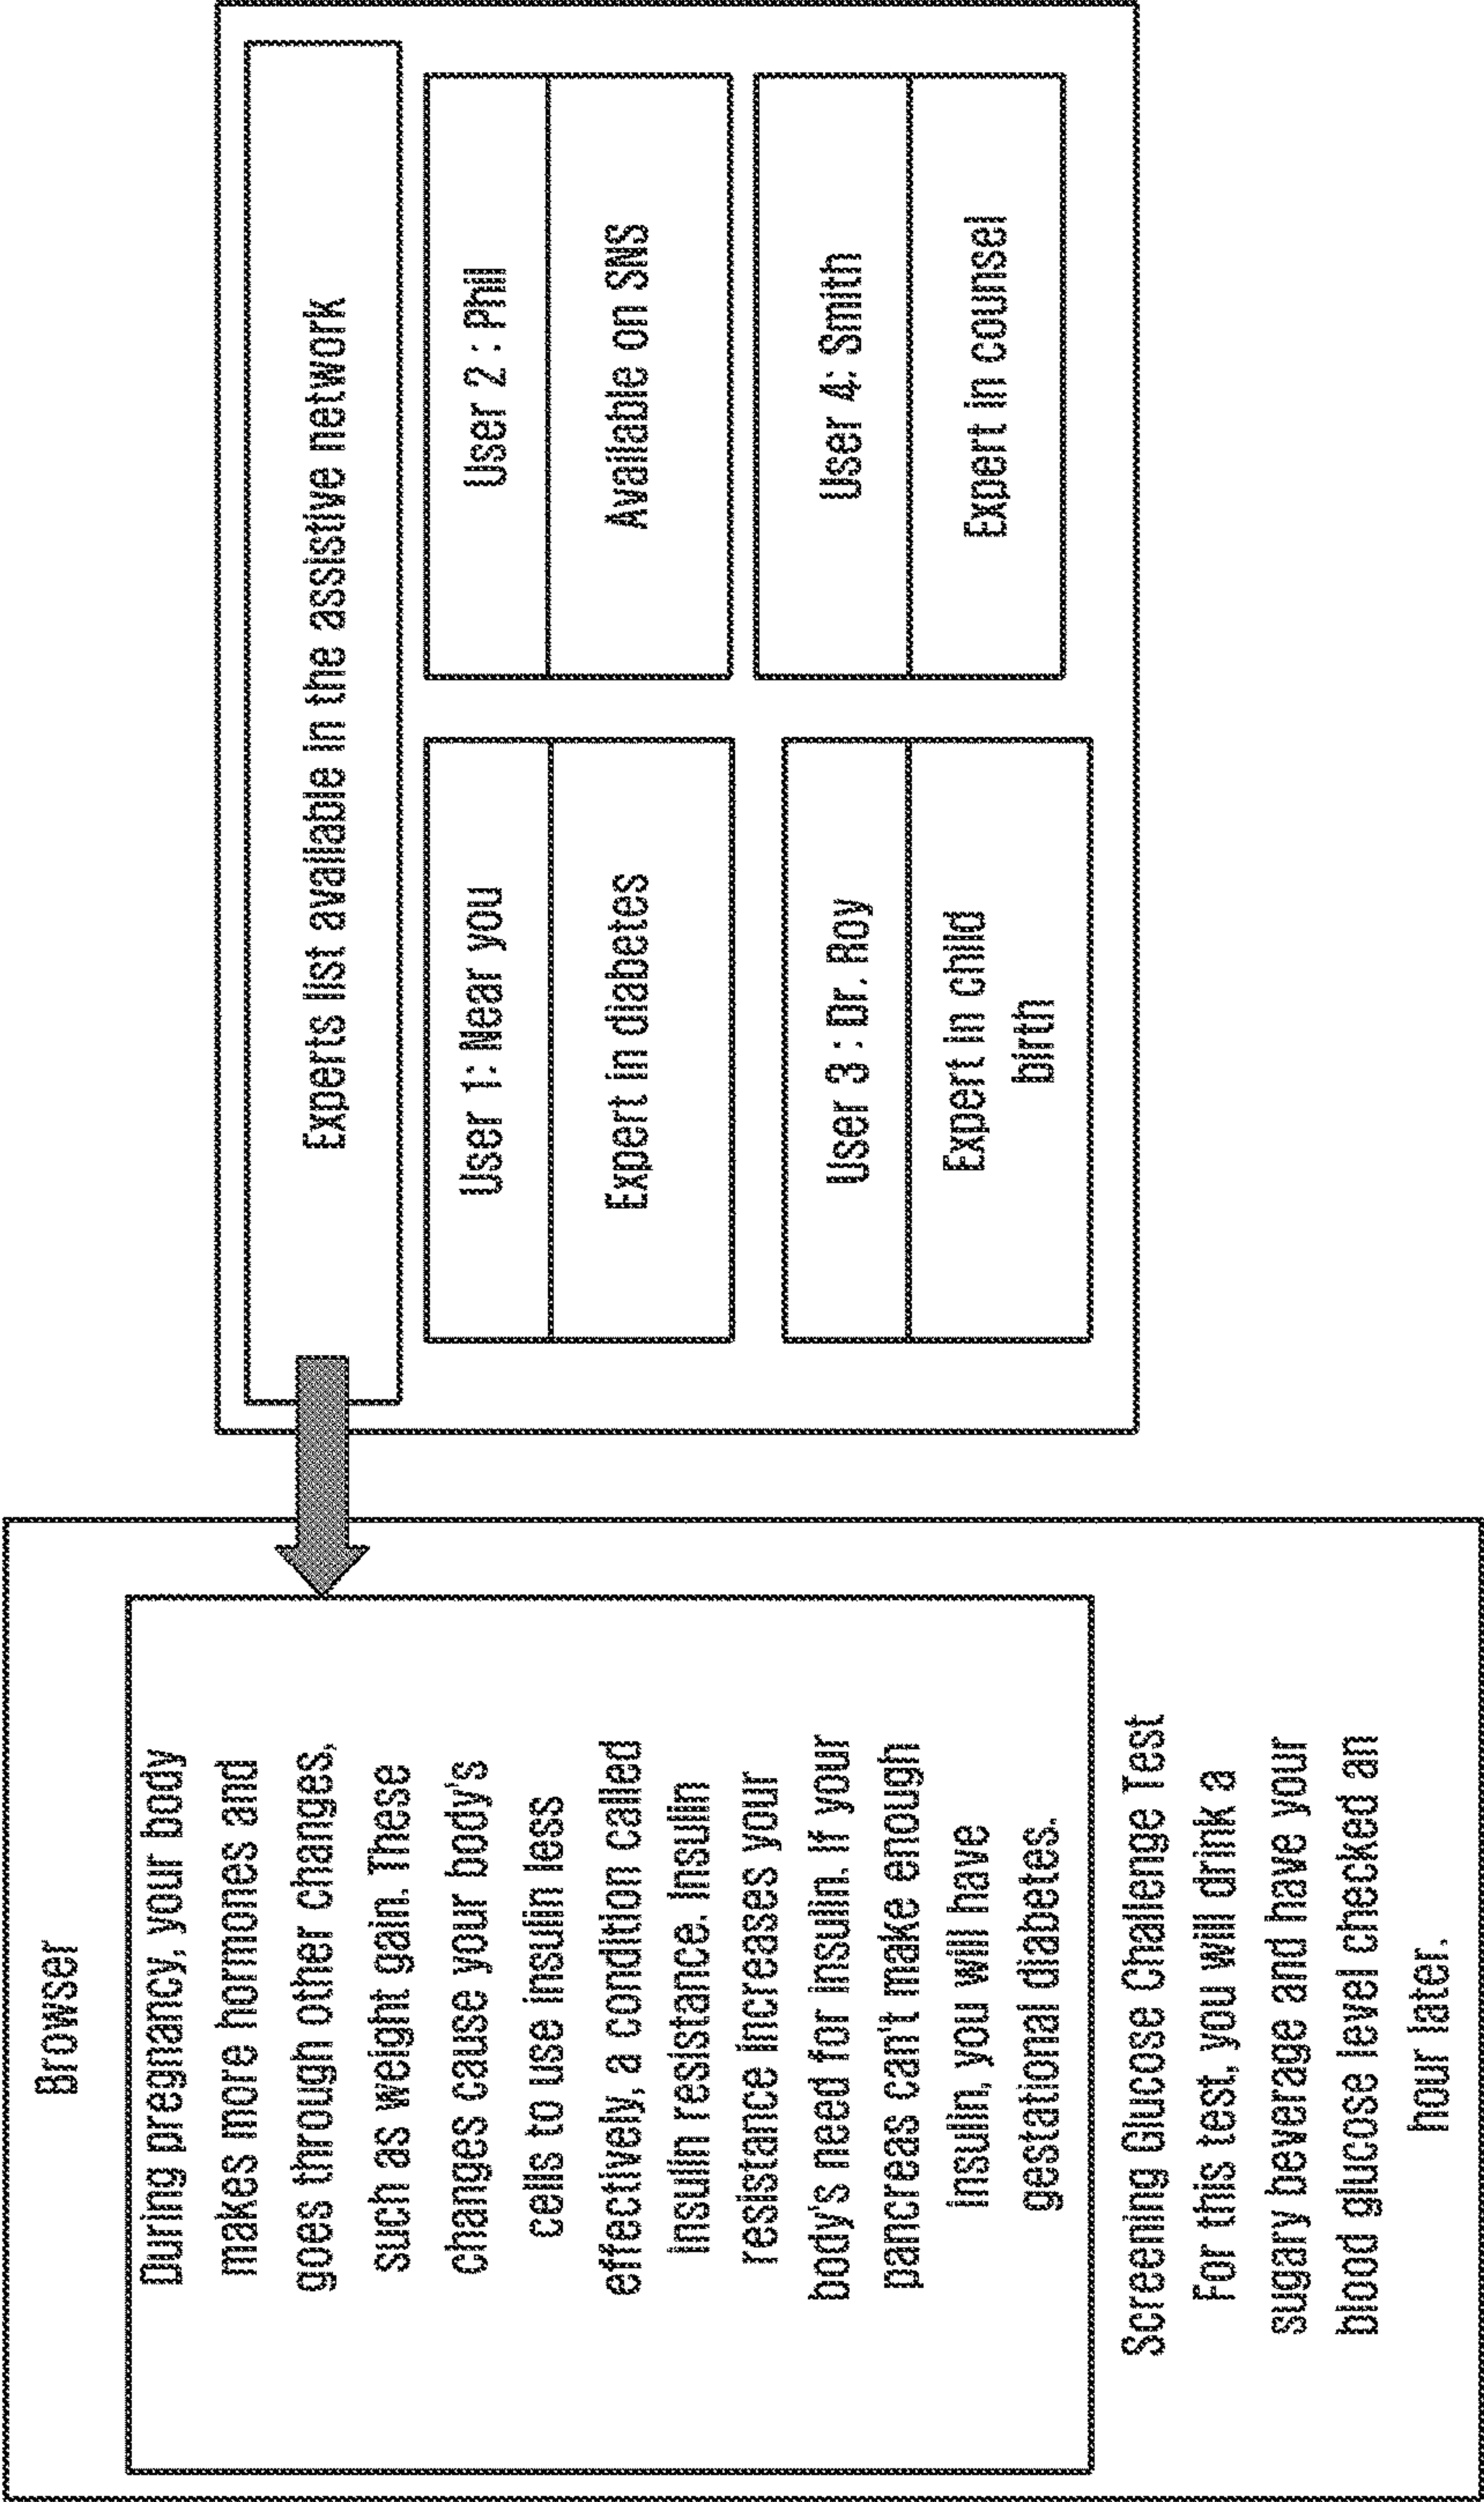 Browser
During pregnancy, your body
makes more hormones and
goes through other changes,
such as weight gain. These
changes cause your body's
cells to use insulin less
effectively, a condition called
insulin resistance. Insulin
resistance increases your
body's need for insulin. If your
pancreas can't make enough
insulin, you will have
gestational diabetes.
Screening Glucose Challenge Test
For this test, you will drink a
sugary beverage and have your
blood glucose level checked an
hour later.
Experts list available in the assistive network
User 1: Near you
Expert in diabetes
User 2 : Phil
Available on SNS
User 3 : Dr. Roy
Expert in child
birth
User 4: Smith
Expert in counsel